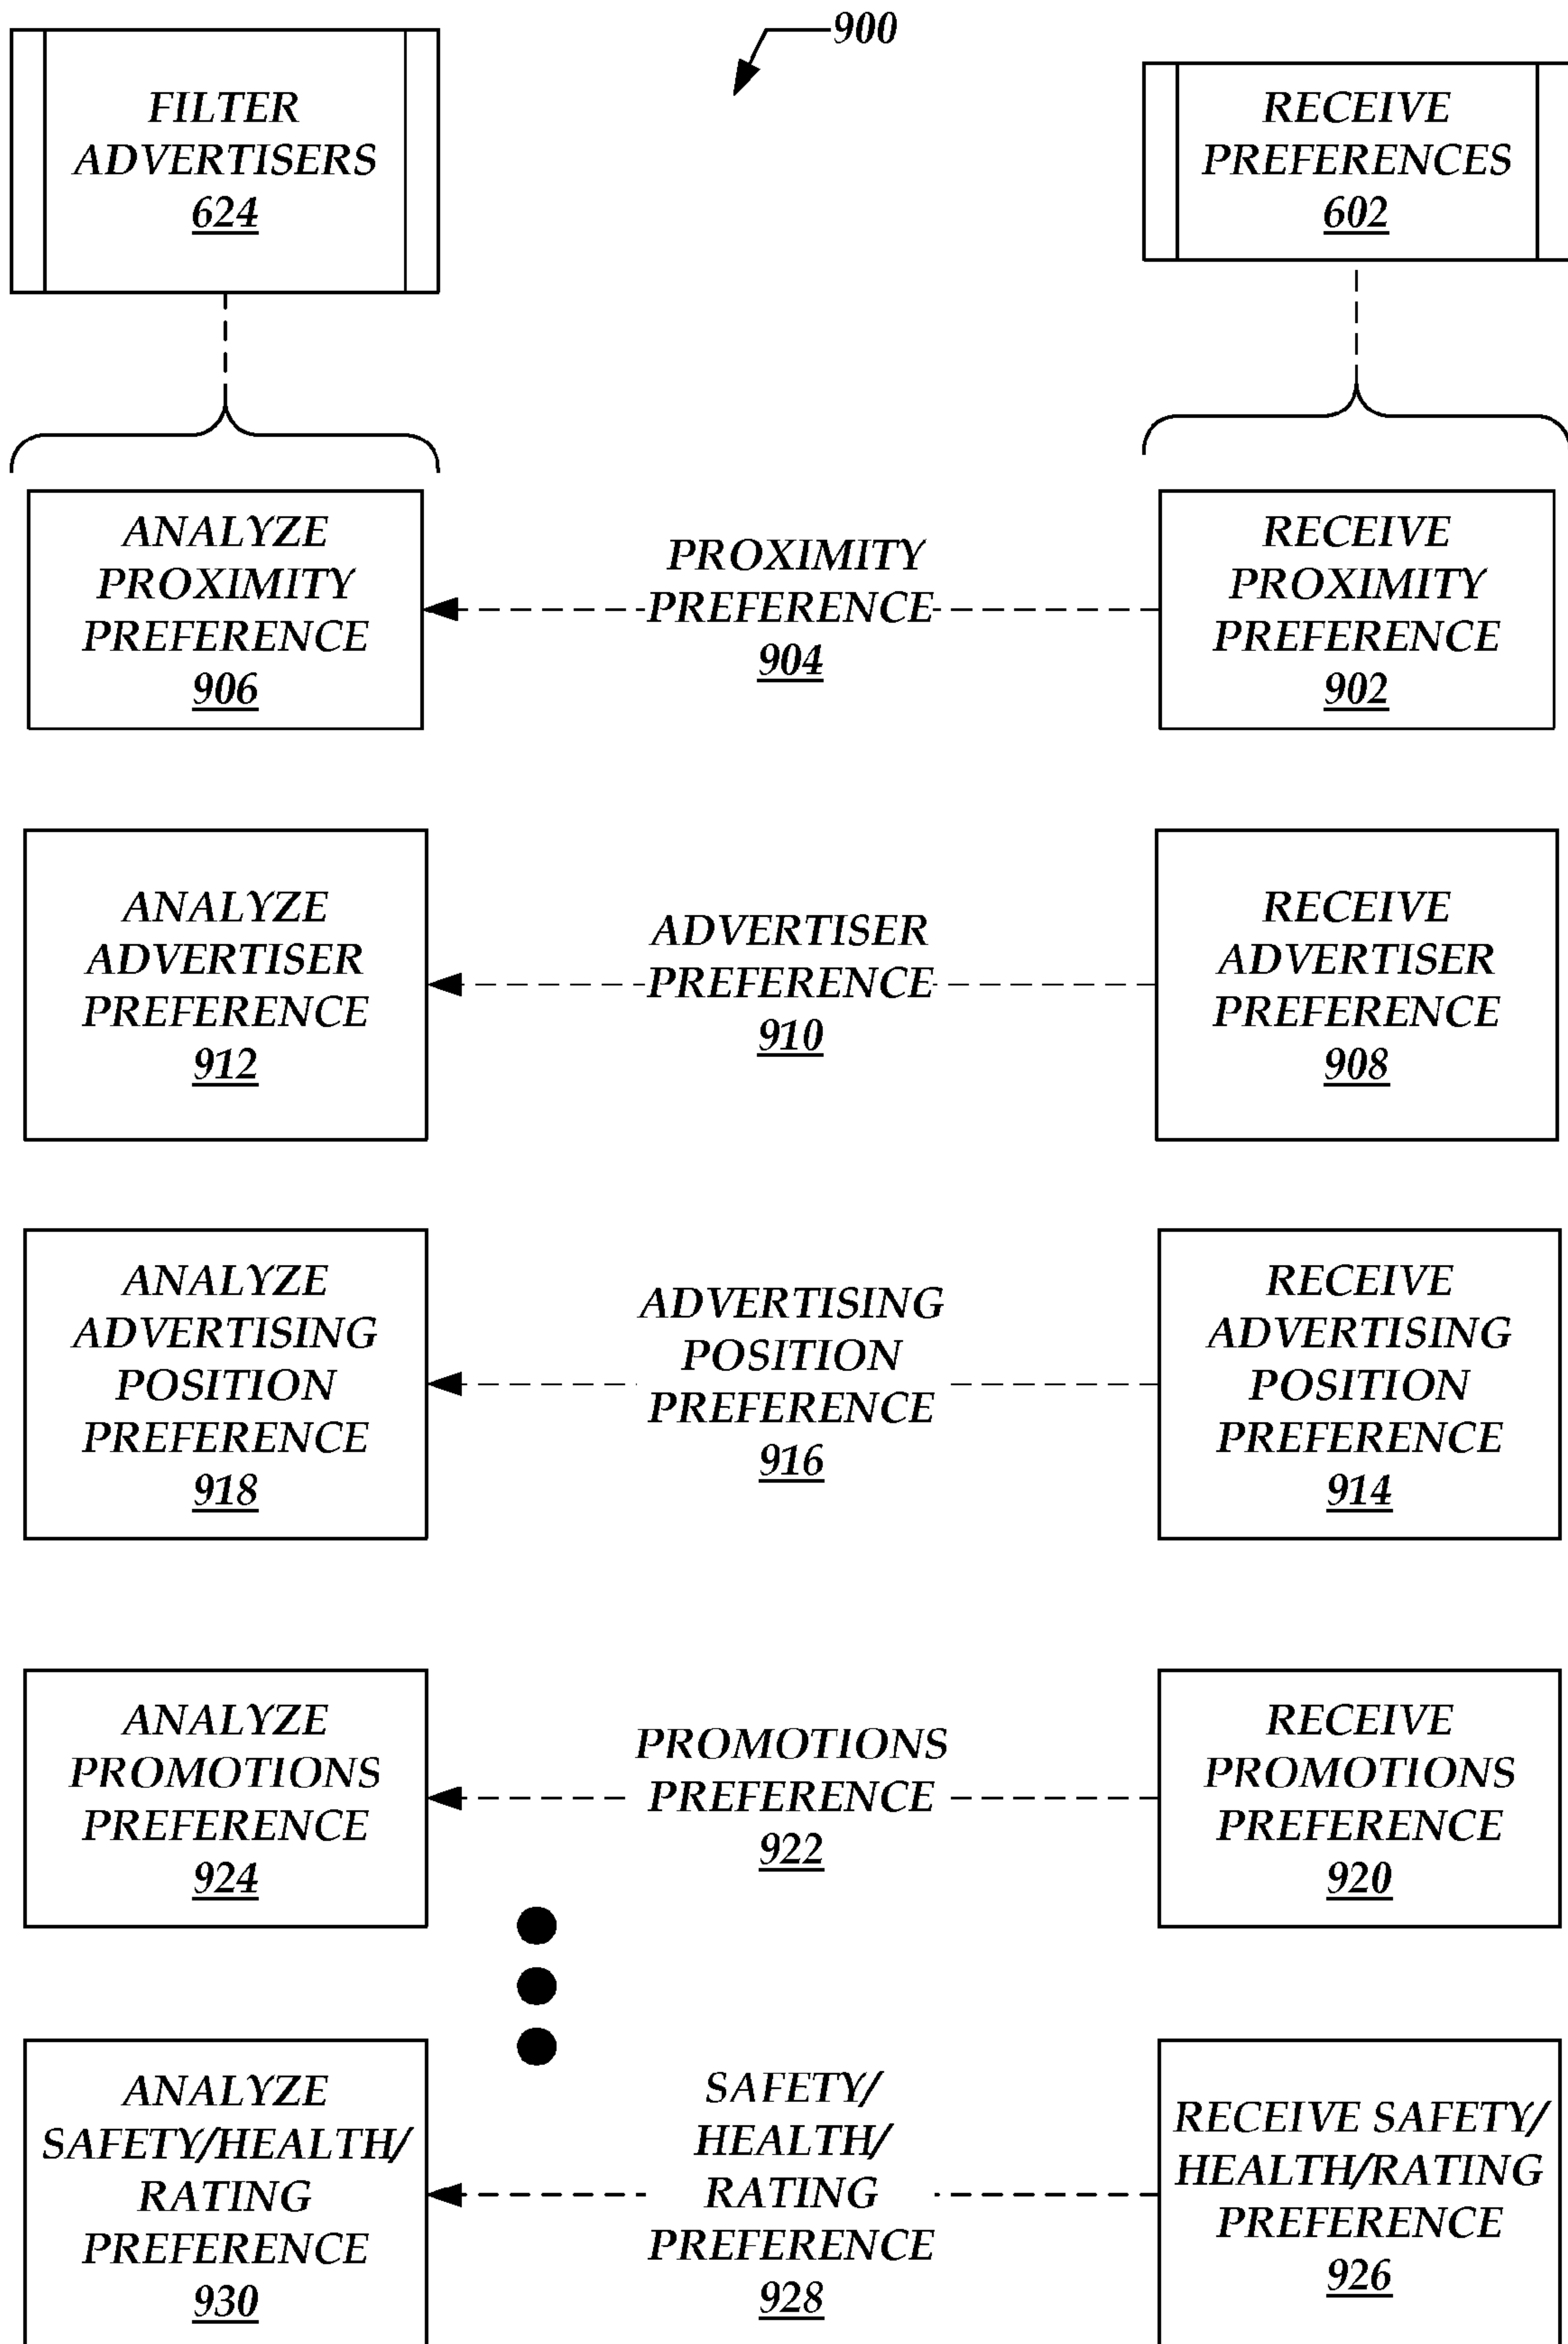 900
FILTER
ADVERTISERS
624
RECEIVE
PREFERENCES
602
ANALYZE
PROXIMITY
PREFERENCE
906
PROXIMITY
PREFERENCE
904
RECEIVE
PROXIMITY
PREFERENCE
902
ANALYZE
ADVERTISER
PREFERENCE
912
ADVERTISER
PREFERENCE
910
RECEIVE
ADVERTISER
PREFERENCE
908
ANALYZE
ADVERTISING
POSITION
PREFERENCE
918
ADVERTISING
POSITION
PREFERENCE
916
RECEIVE
ADVERTISING
POSITION
PREFERENCE
914
ANALYZE
PROMOTIONS
PREFERENCE
924
PROMOTIONS
PREFERENCE
922
RECEIVE
PROMOTIONS
PREFERENCE
920
ANALYZE
SAFETY/HEALTH/
RATING
PREFERENCE
930
SAFETY/
HEALTH/
RATING
PREFERENCE
928
RECEIVE SAFETY/
HEALTH/RATING
PREFERENCE
926